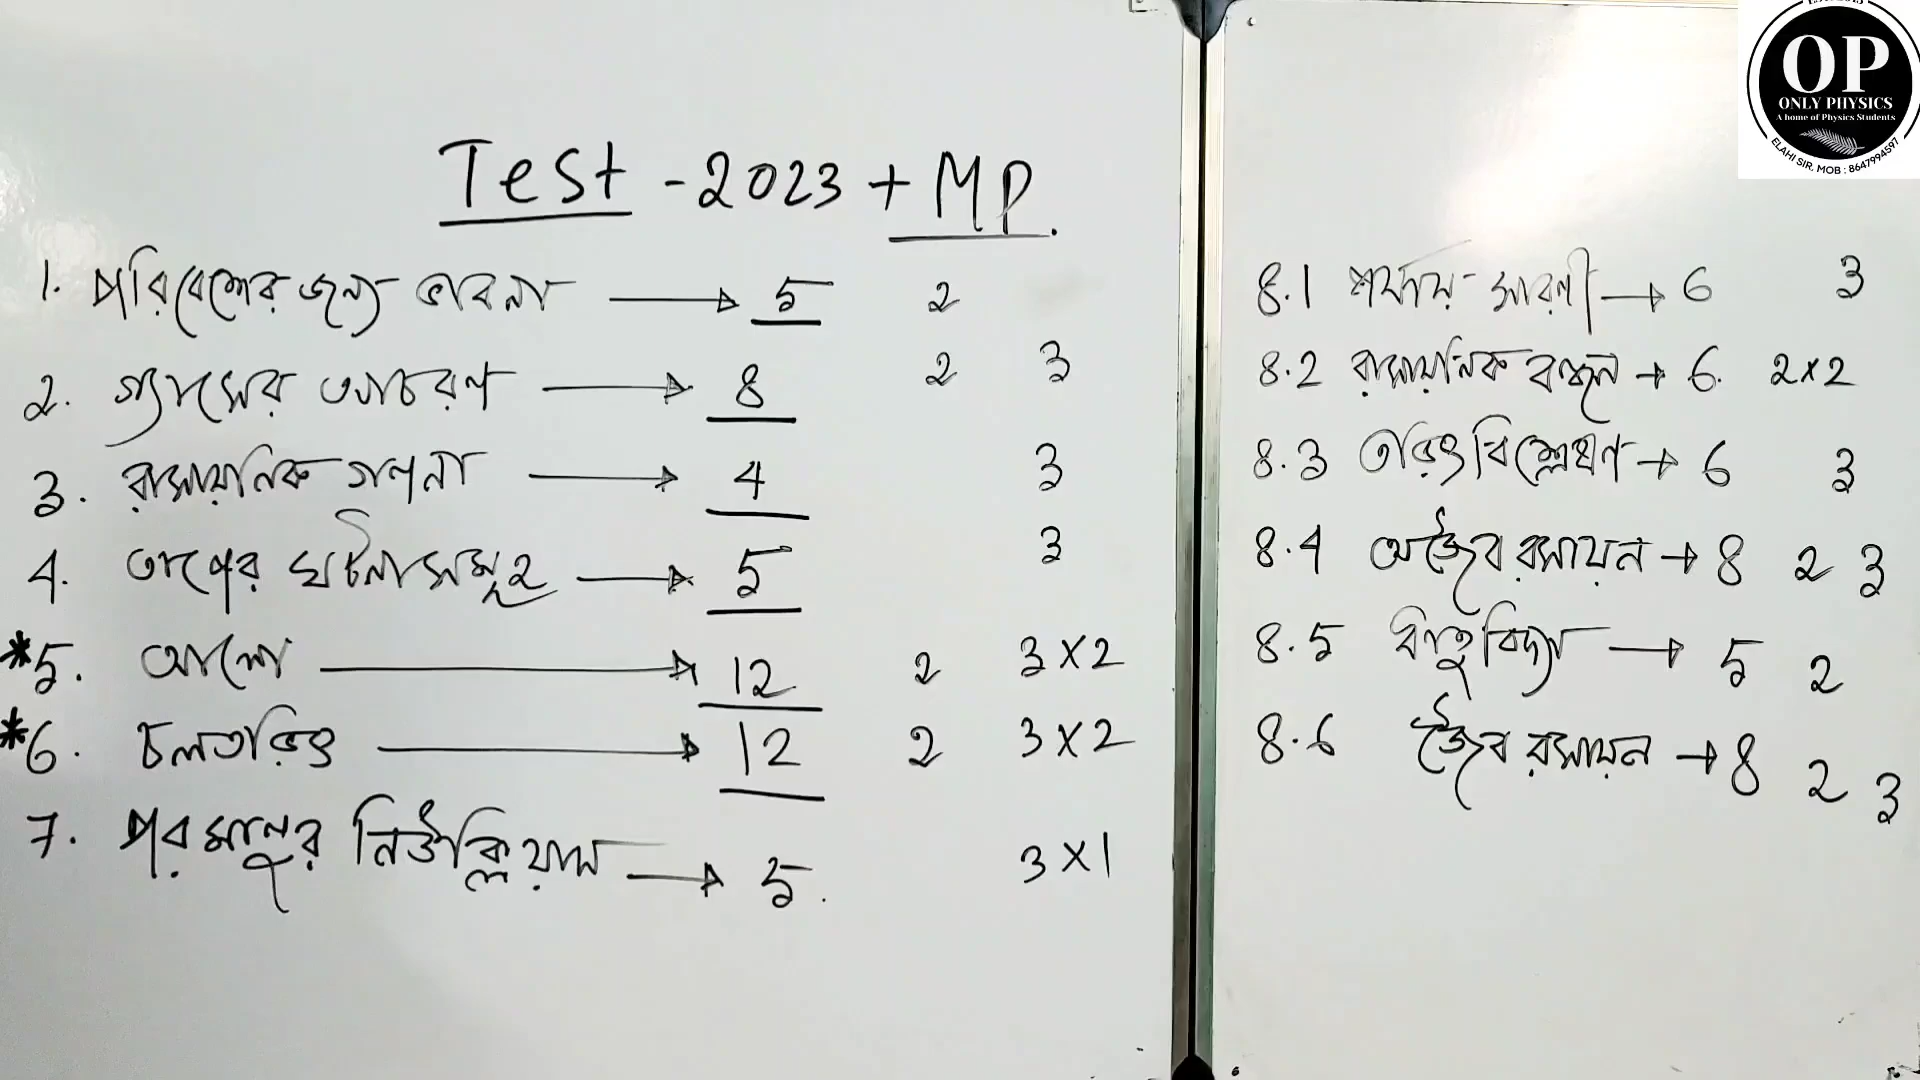 Test - 2023 + MP.
1. পরিবেশের জন্য ভাবনা → 5 2
2. গ্যাসের আচরণ → 8 2 3
3. রাসায়নিক গণনা → 4 3
4. তাপের ঘটনাসমূহ → 5 3
*5. আলো → 12 2 3x2
*6. চলতড়িৎ → 12 2 3x2
7. পরমাণুর নিউক্লিয়াস → 5. 3x1
8.1 পর্যায়-সারণী → 6 3
8.2 রাসায়নিক বন্ধন → 6. 2x2
8.3 তড়িৎবিশ্লেষণ → 6 3
8.4 অজৈব রসায়ন → 8 2 3
8.5 ধাতুবিদ্যা → 5 2
8.6 জৈব রসায়ন → 8 2 3
OP
ONLY PHYSICS
A home of Physics Students
ELAHI SIR, MOB : 8647994597